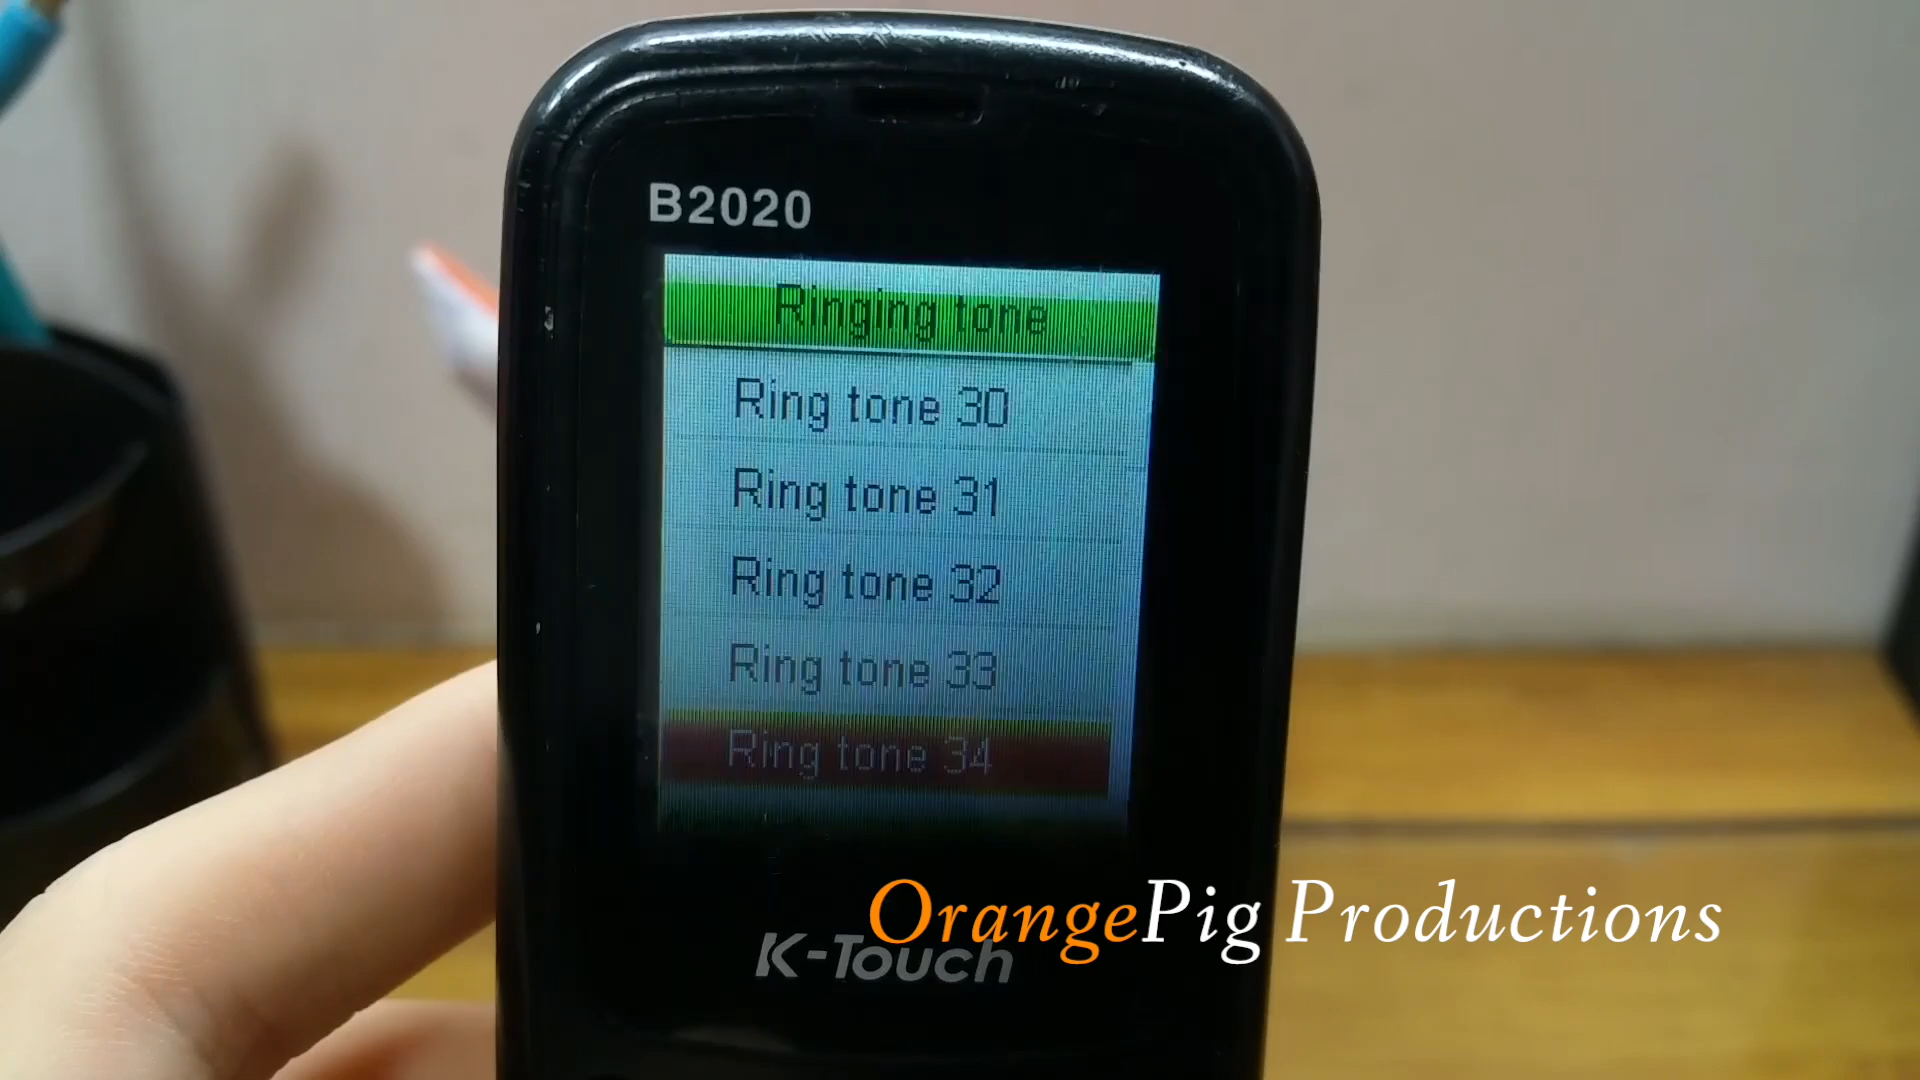 B2020
Ringing tone
Ring tone 30
Ring tone 31
Ring tone 32
Ring tone 33
Ring tone 34
OrangePig Productions
K-Touch